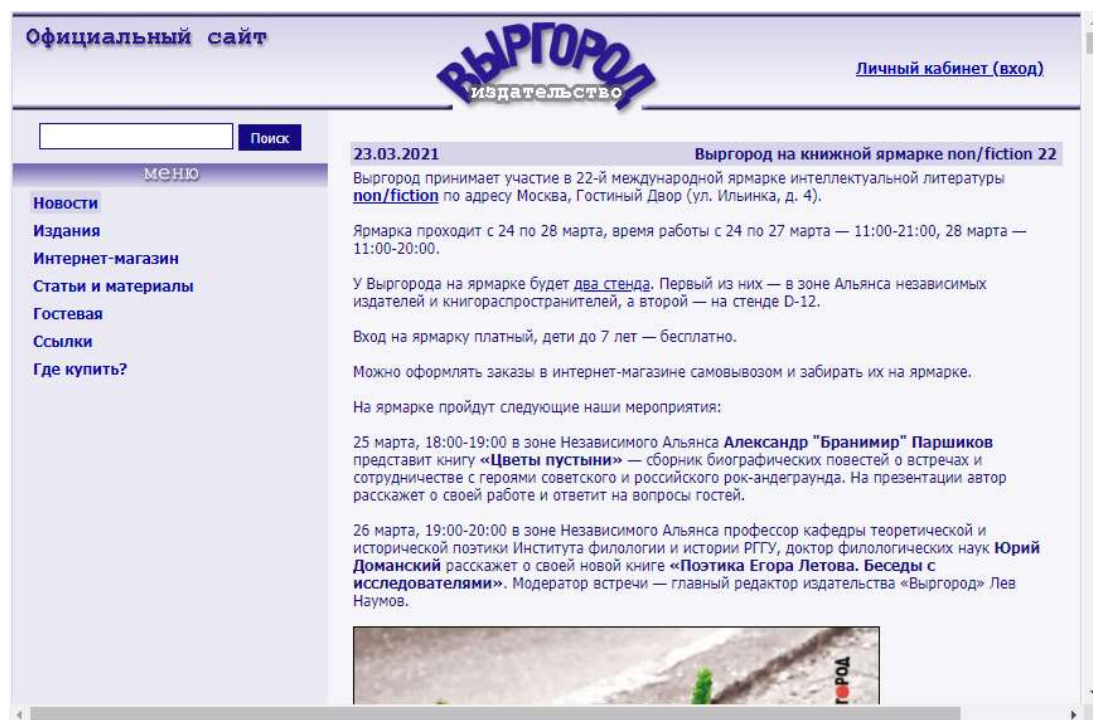 Официальный сайт
ВЫРГОРОД
издательство
Личный кабинет (вход)
Поиск
меню
Новости
Издания
Интернет-магазин
Статьи и материалы
Гостевая
Ссылки
Где купить?
23.03.2021 Выргород на книжной ярмарке non/fiction 22
Выргород принимает участие в 22-й международной ярмарке интеллектуальной литературы
non/fiction по адресу Москва, Гостиный Двор (ул. Ильинка, д. 4).
Ярмарка проходит с 24 по 28 марта, время работы с 24 по 27 марта — 11:00-21:00, 28 марта —
11:00-20:00.
У Выргорода на ярмарке будет два стенда. Первый из них — в зоне Альянса независимых
издателей и книгораспространителей, а второй — на стенде D-12.
Вход на ярмарку платный, дети до 7 лет — бесплатно.
Можно оформлять заказы в интернет-магазине самовывозом и забирать их на ярмарке.
На ярмарке пройдут следующие наши мероприятия:
25 марта, 18:00-19:00 в зоне Независимого Альянса Александр "Бранимир" Паршиков
представит книгу «Цветы пустыни» — сборник биографических повестей о встречах и
сотрудничестве с героями советского и российского рок-андеграунда. На презентации автор
расскажет о своей работе и ответит на вопросы гостей.
26 марта, 19:00-20:00 в зоне Независимого Альянса профессор кафедры теоретической и
исторической поэтики Института филологии и истории РГГУ, доктор филологических наук Юрий
Доманский расскажет о своей новой книге «Поэтика Егора Летова. Беседы с
исследователями». Модератор встречи — главный редактор издательства «Выргород» Лев
Наумов.